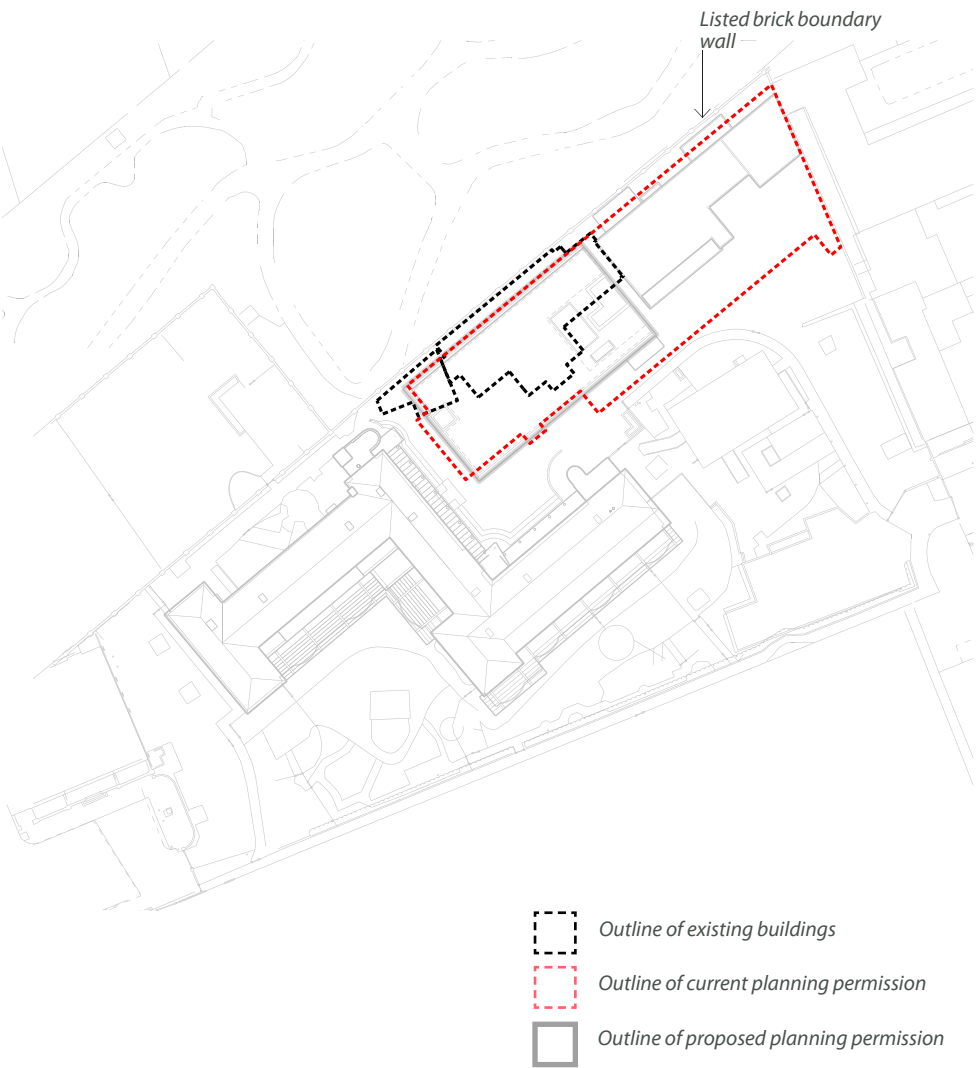 Listed brick boundary
wall
Outline of existing buildings
Outline of current planning permission
Outline of proposed planning permission